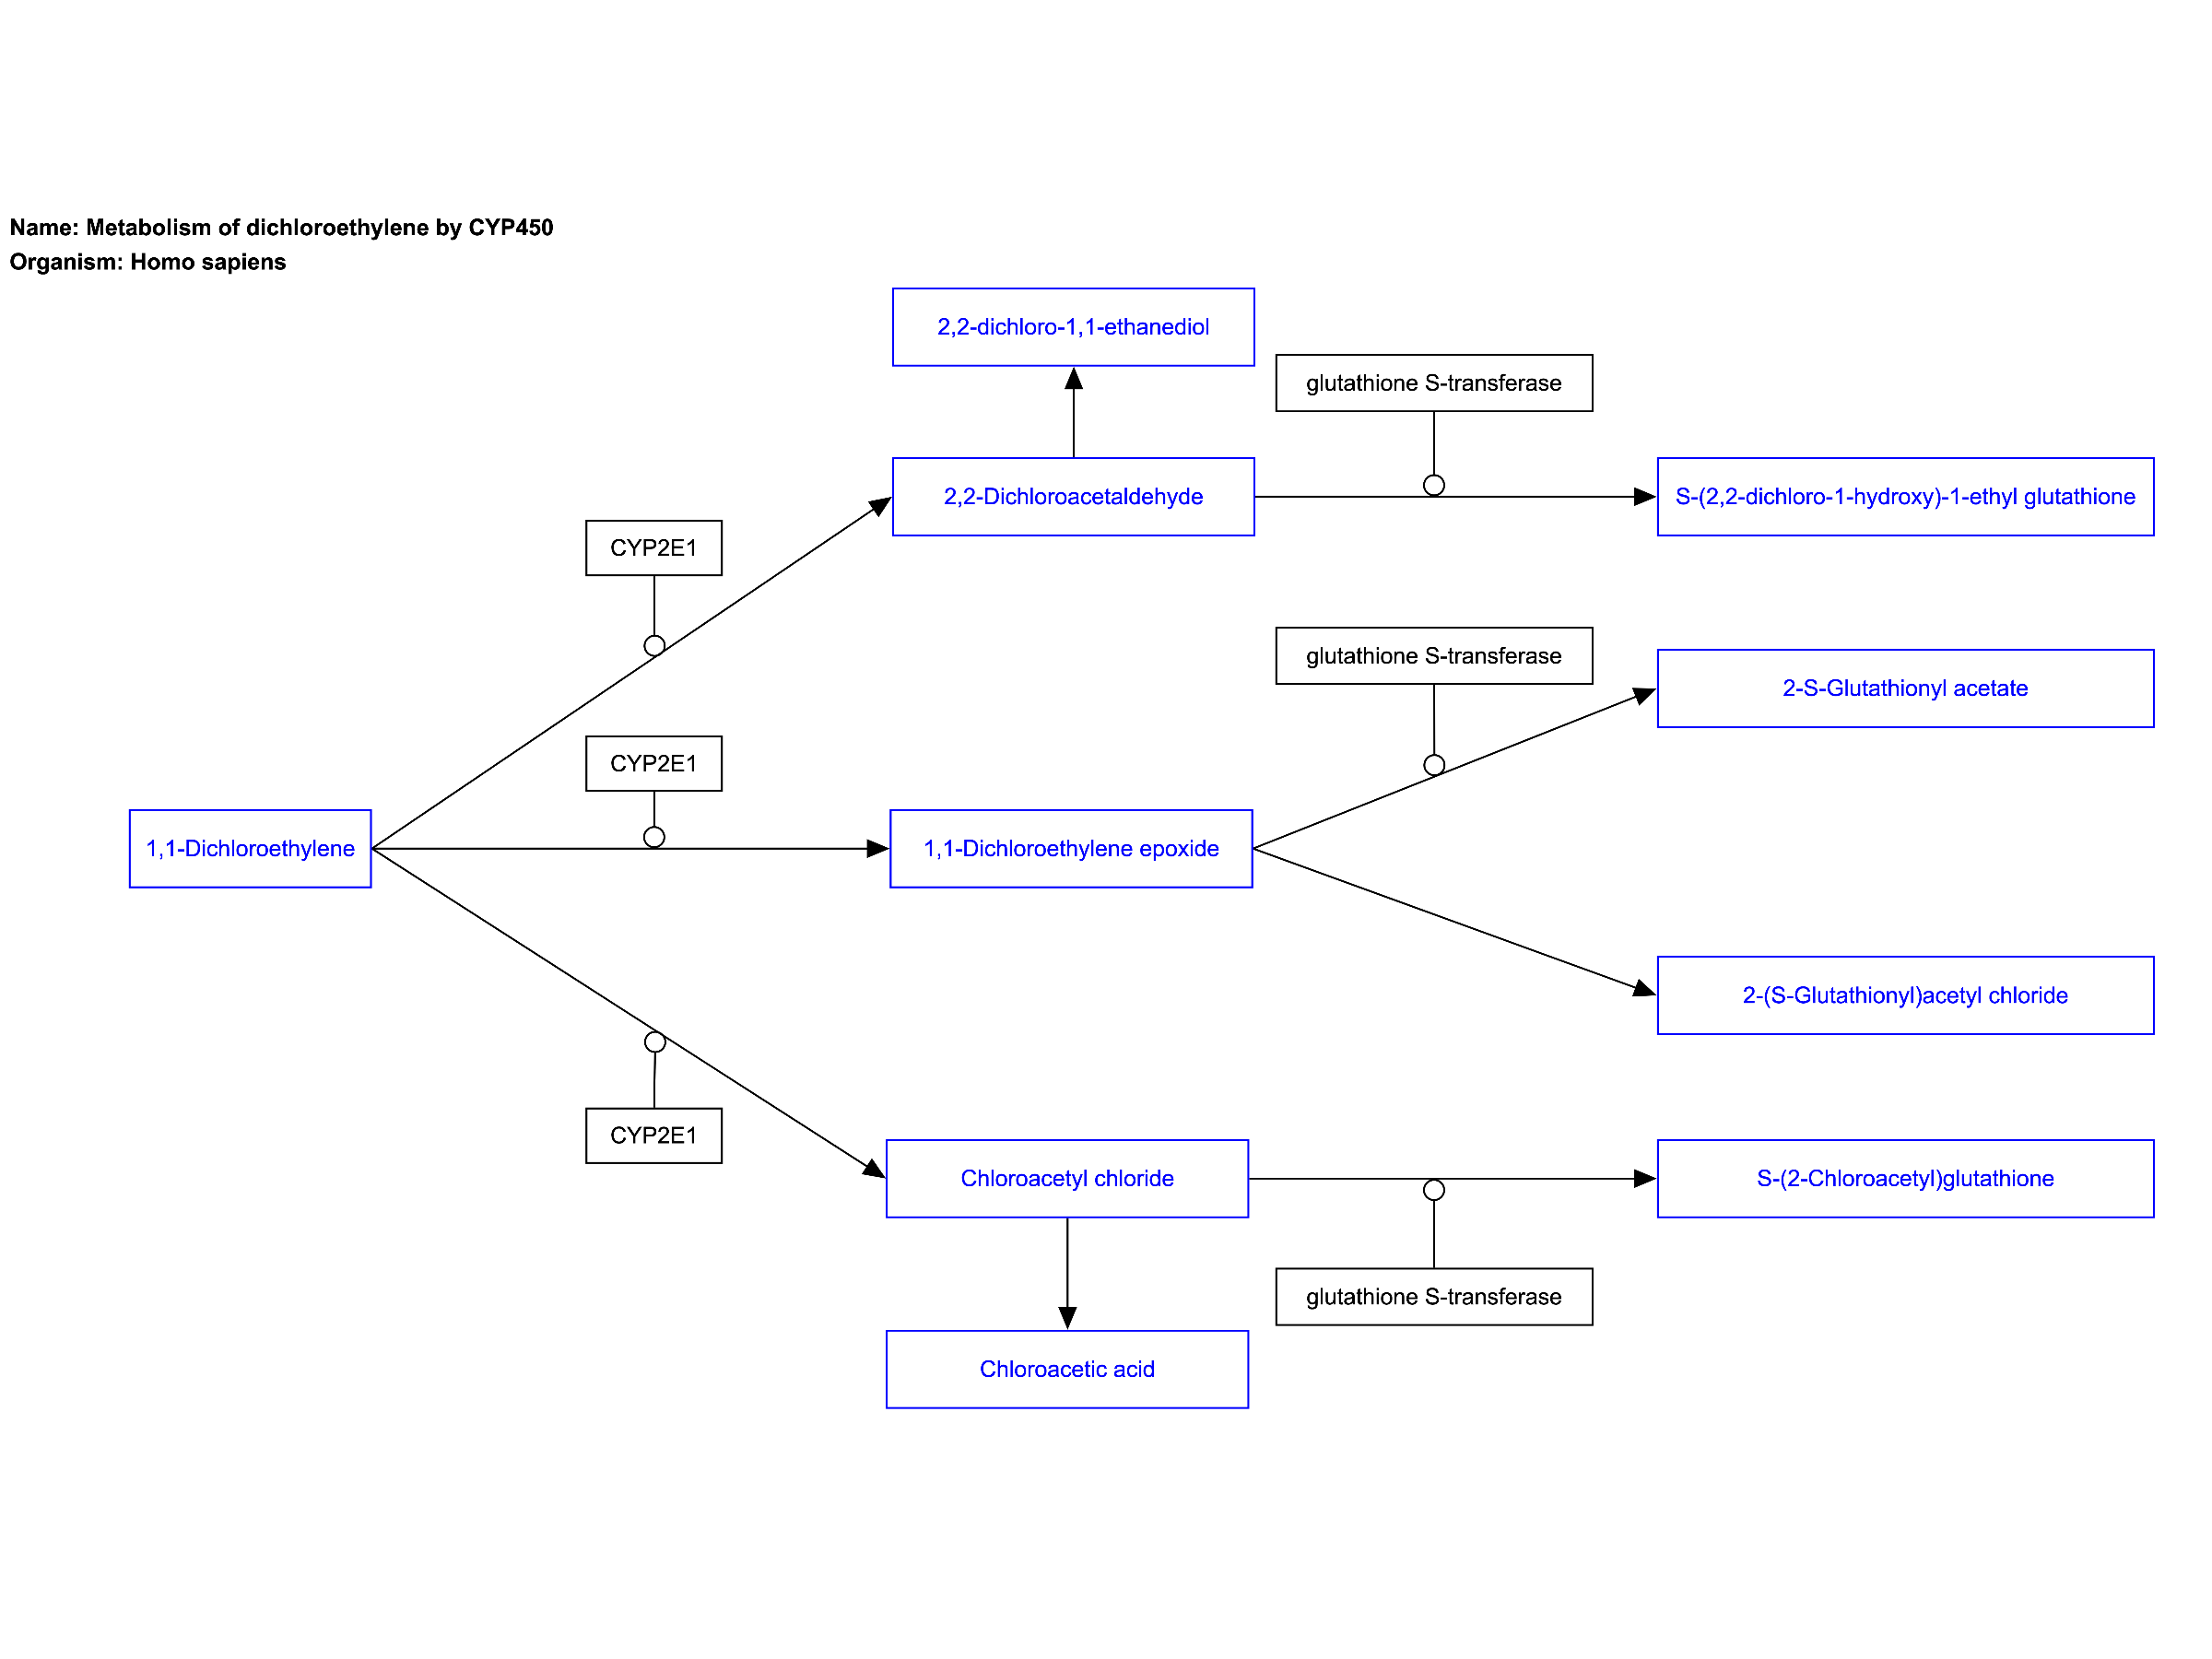 Name: Metabolism of dichloroethylene by CYP450
Organism: Homo sapiens
2,2-dichloro-1,1-ethanediol
glutathione S-transferase
2,2-Dichloroacetaldehyde
S-(2,2-dichloro-1-hydroxy)-1-ethyl glutathione
CYP2E1
glutathione S-transferase
2-S-Glutathionyl acetate
CYP2E1
1,1-Dichloroethylene
1,1-Dichloroethylene epoxide
2-(S-Glutathionyl)acetyl chloride
CYP2E1
Chloroacetyl chloride
S-(2-Chloroacetyl)glutathione
glutathione S-transferase
Chloroacetic acid